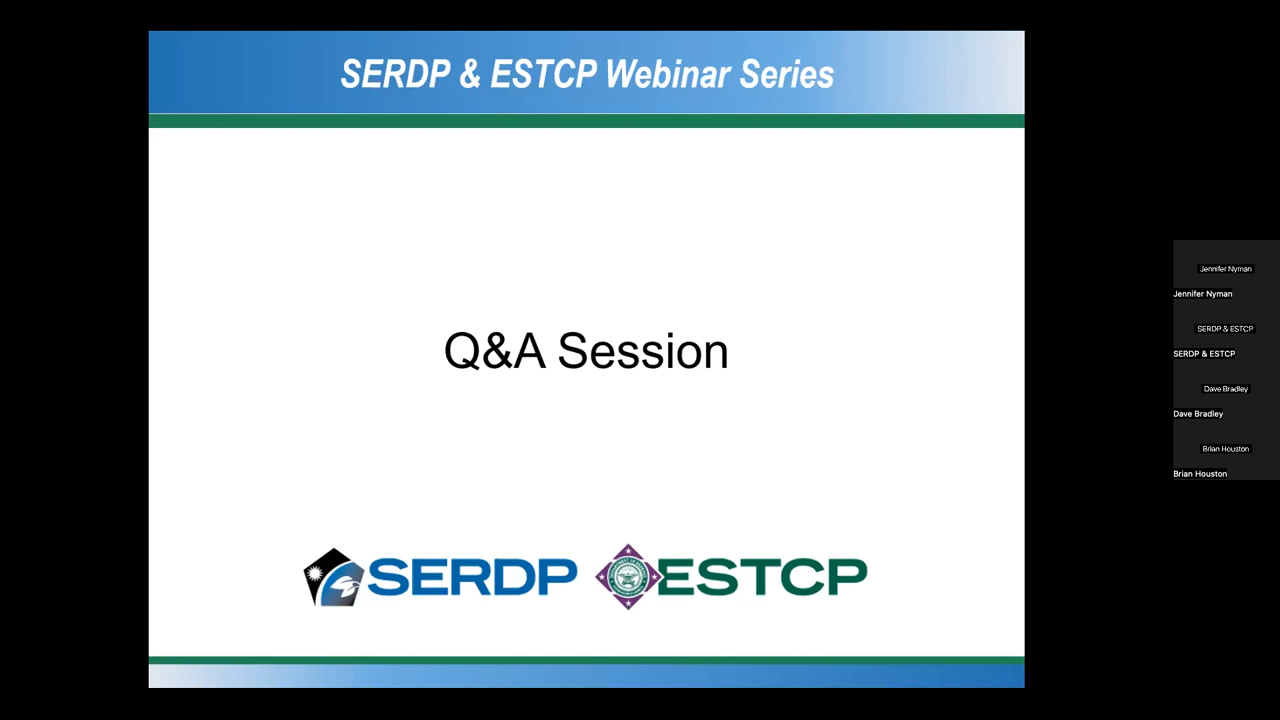 SERDP & ESTCP Webinar Series
Q&A Session
SERDP
ESTCP
Jennifer Nyman
Jennifer Nyman
SERDP & ESTCP
SERDP & ESTCP
Dave Bradley
Dave Bradley
Brian Houston
Brian Houston